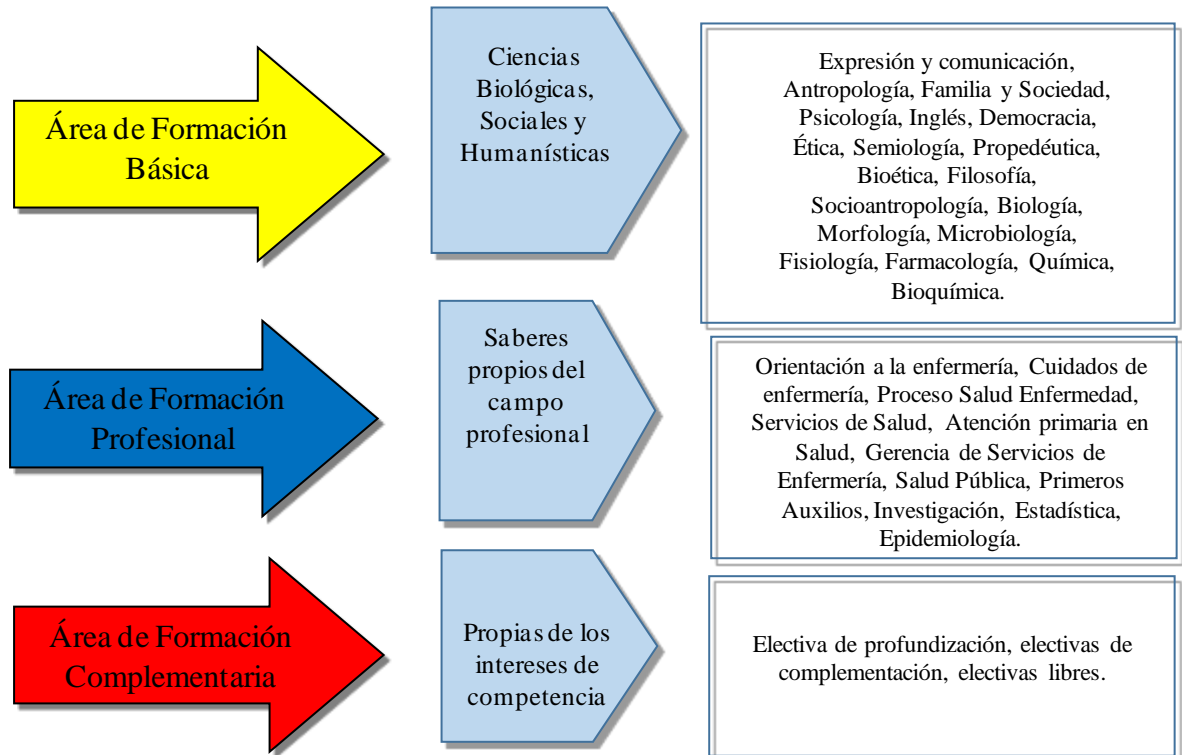 Área de Formación
Básica
Ciencias
Biológicas,
Sociales y
Humanísticas
Expresión y comunicación,
Antropología, Familia y Sociedad,
Psicología, Inglés, Democracia,
Ética, Semiología, Propedéutica,
Bioética, Filosofía,
Socioantropología, Biología,
Morfología, Microbiología,
Fisiología, Farmacología, Química,
Bioquímica.
Área de Formación
Profesional
Saberes
propios del
campo
profesional
Orientación a la enfermería, Cuidados de
enfermería, Proceso Salud Enfermedad,
Servicios de Salud, Atención primaria en
Salud, Gerencia de Servicios de
Enfermería, Salud Pública, Primeros
Auxilios, Investigación, Estadística,
Epidemiología.
Área de Formación
Complementaria
Propias de los
intereses de
competencia
Electiva de profundización, electivas de
complementación, electivas libres.